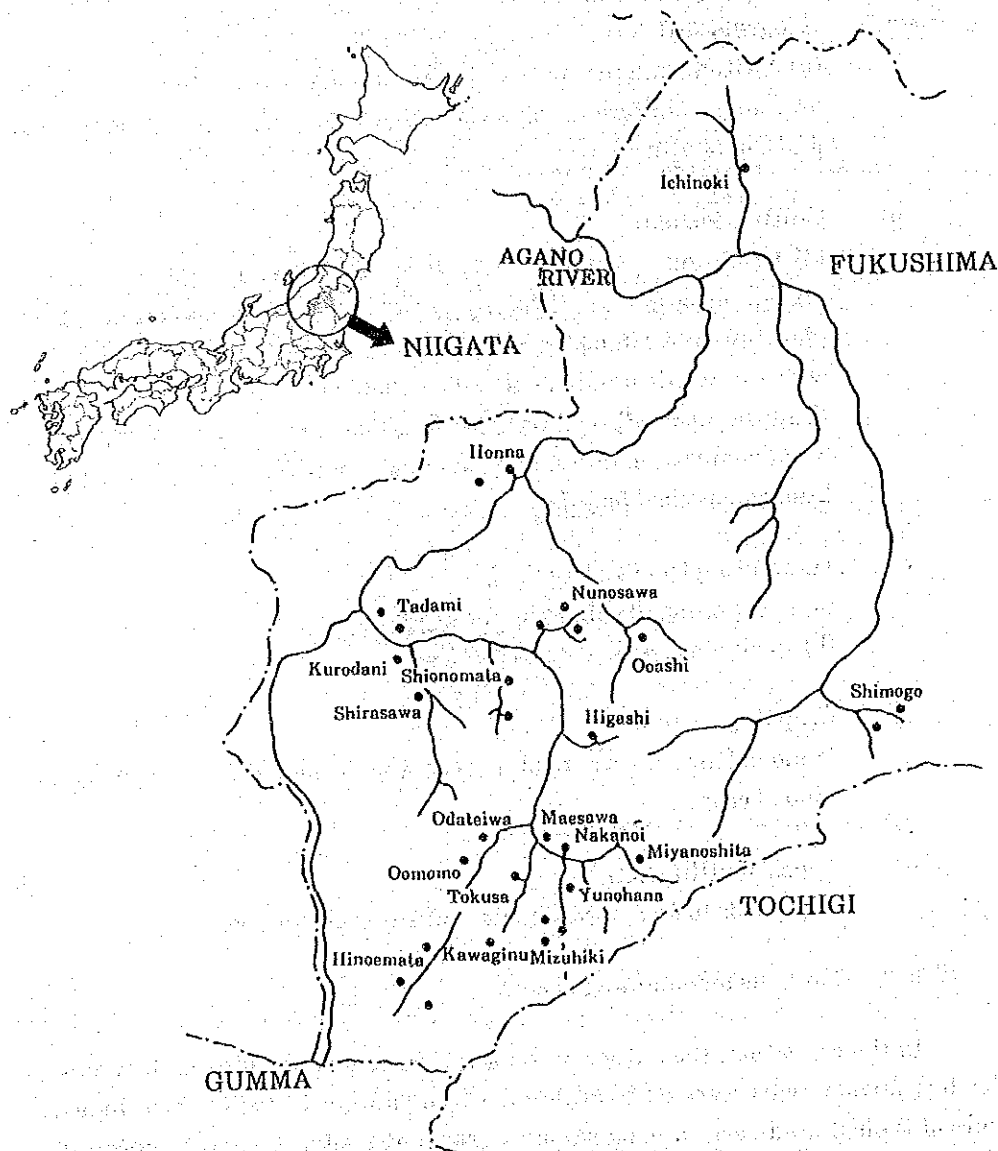 Ichinoki
AGANO
RIVER
FUKUSHIMA
NIIGATA
Honna
Tadami
Nunosawa
Kurodani
Shionomata
Ooashi
Shirasawa
Higashi
Shimogo
Odateiwa
Maesawa
Nakanoi
Oomomo
Miyanoshita
Tokusa
Yunohana
TOCHIGI
Hinoemata
Kawaginu
Mizuhiki
GUMMA